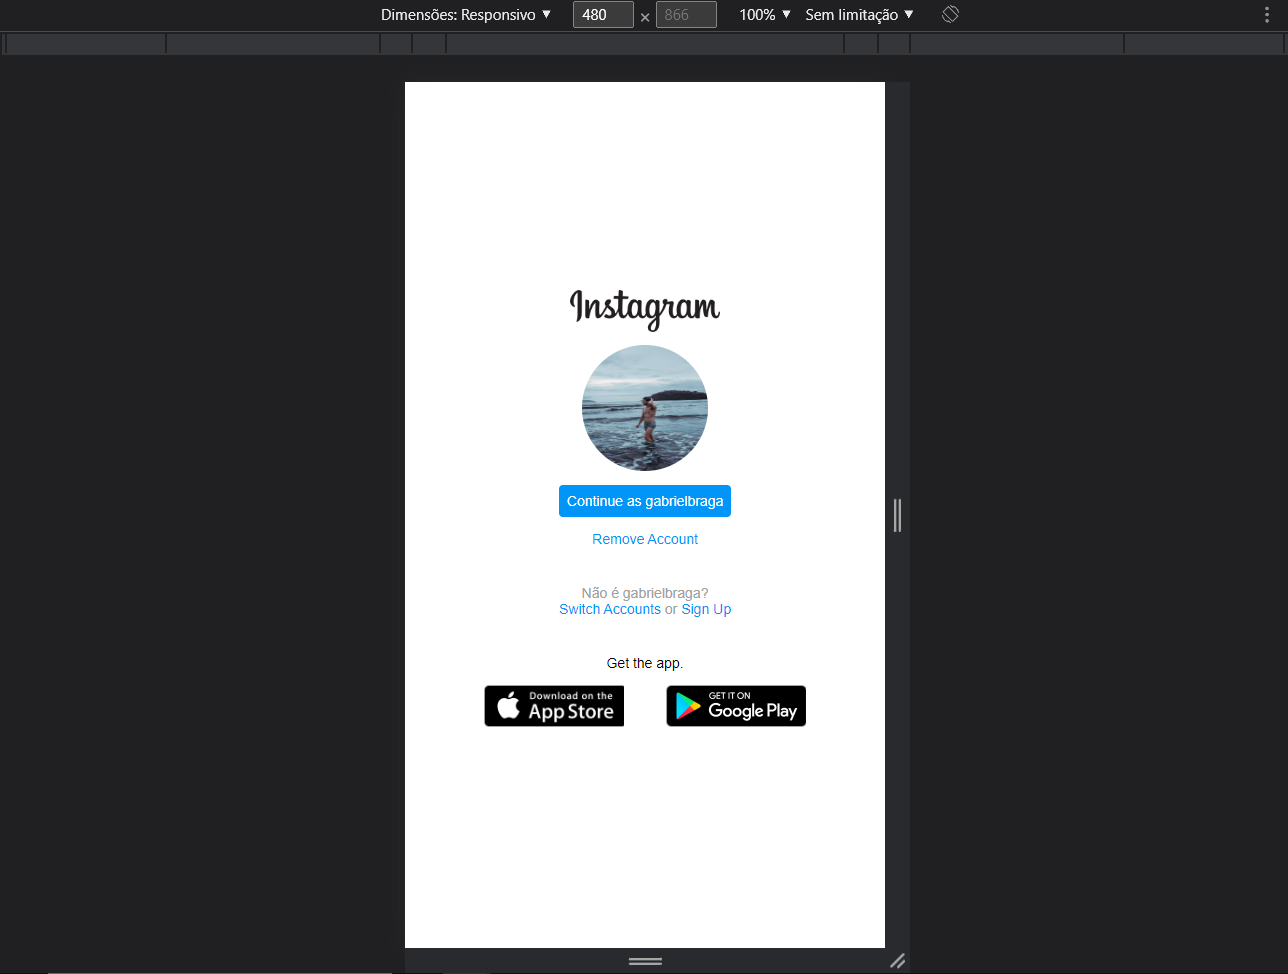 Dimensões: Responsivo ▼ 480 × 866 100% ▼ Sem limitação ▼
Instagram
Continue as gabrielbraga
Remove Account
Não é gabrielbraga?
Switch Accounts or Sign Up
Get the app.
Download on the
App Store
GET IT ON
Google Play